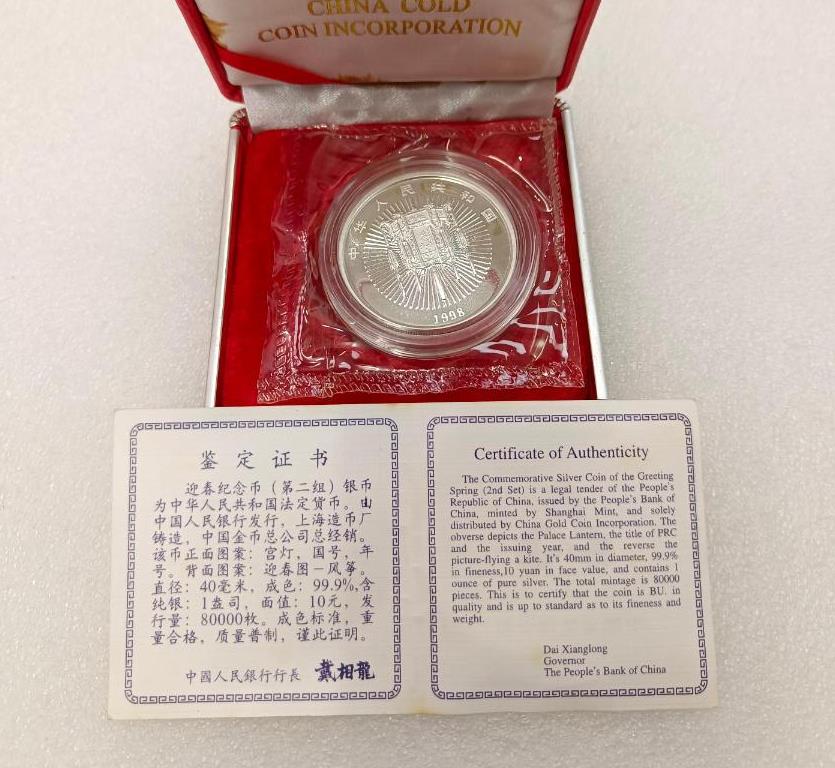 CHINA GOLD
COIN INCORPORATION
中华人民共和国
1998
鉴定证书
迎春纪念币（第二组）银币
为中华人民共和国法定货币。由
中国人民银行发行，上海造币厂
铸造，中国金币总公司总经销。
该币正面图案：宫灯，国号，年
号。背面图案：迎春图－风筝。
直径：40毫米，成色：99.9%,含
纯银：1盎司，面值：10元，发
行量：80000枚。成色标准，重
量合格，质量普制，谨此证明。
中國人民銀行行長 戴相龍
Certificate of Authenticity
The Commemorative Silver Coin of the Greeting
Spring (2nd Set) is a legal tender of the People's
Republic of China, issued by the People's Bank of
China, minted by Shanghai Mint, and solely
distributed by China Gold Coin Incorporation. The
obverse depicts the Palace Lantern, the title of PRC
and the issuing year, and the reverse the
picture-flying a kite. It's 40mm in diameter, 99.9%
in fineness,10 yuan in face value, and contains 1
ounce of pure silver. The total mintage is 80000
pieces. This is to certify that the coin is BU. in
quality and is up to standard as to its fineness and
weight.
Dai Xianglong
Governor
The People's Bank of China